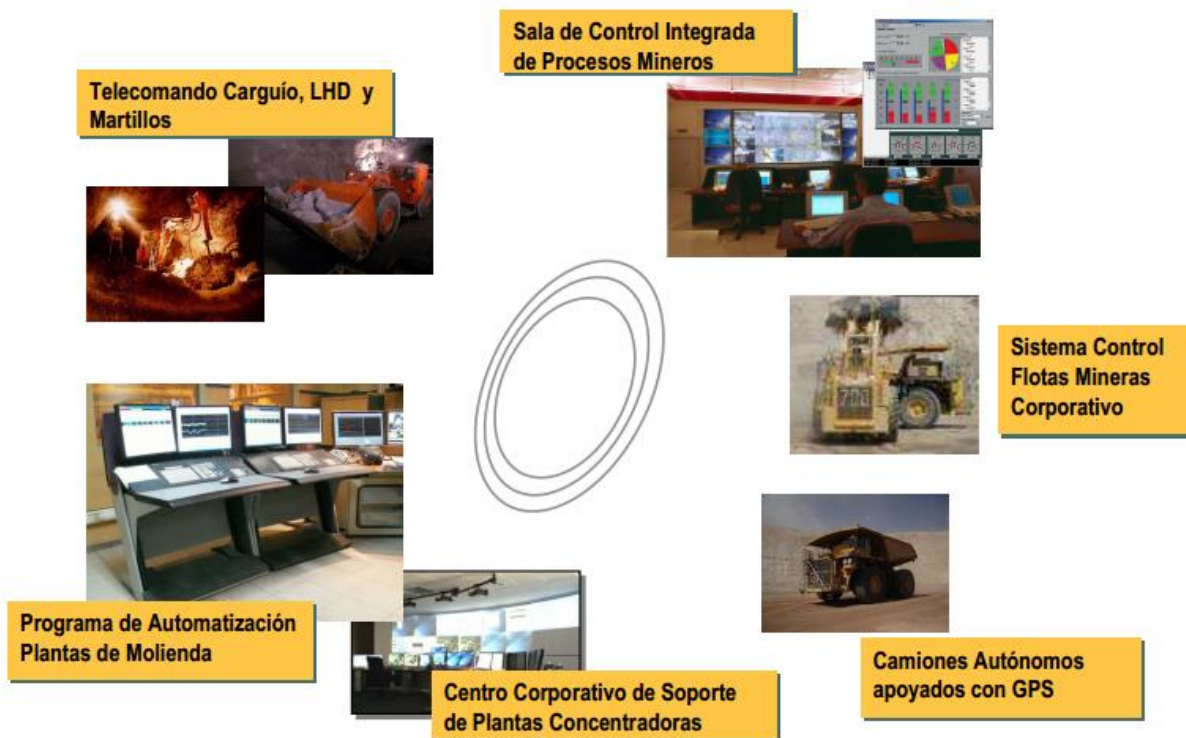 Sala de Control Integrada
de Procesos Mineros
Telecomando Carguío, LHD y
Martillos
Sistema Control
Flotas Mineras
Corporativo
Programa de Automatización
Plantas de Molienda
Centro Corporativo de Soporte
de Plantas Concentradoras
Camiones Autónomos
apoyados con GPS